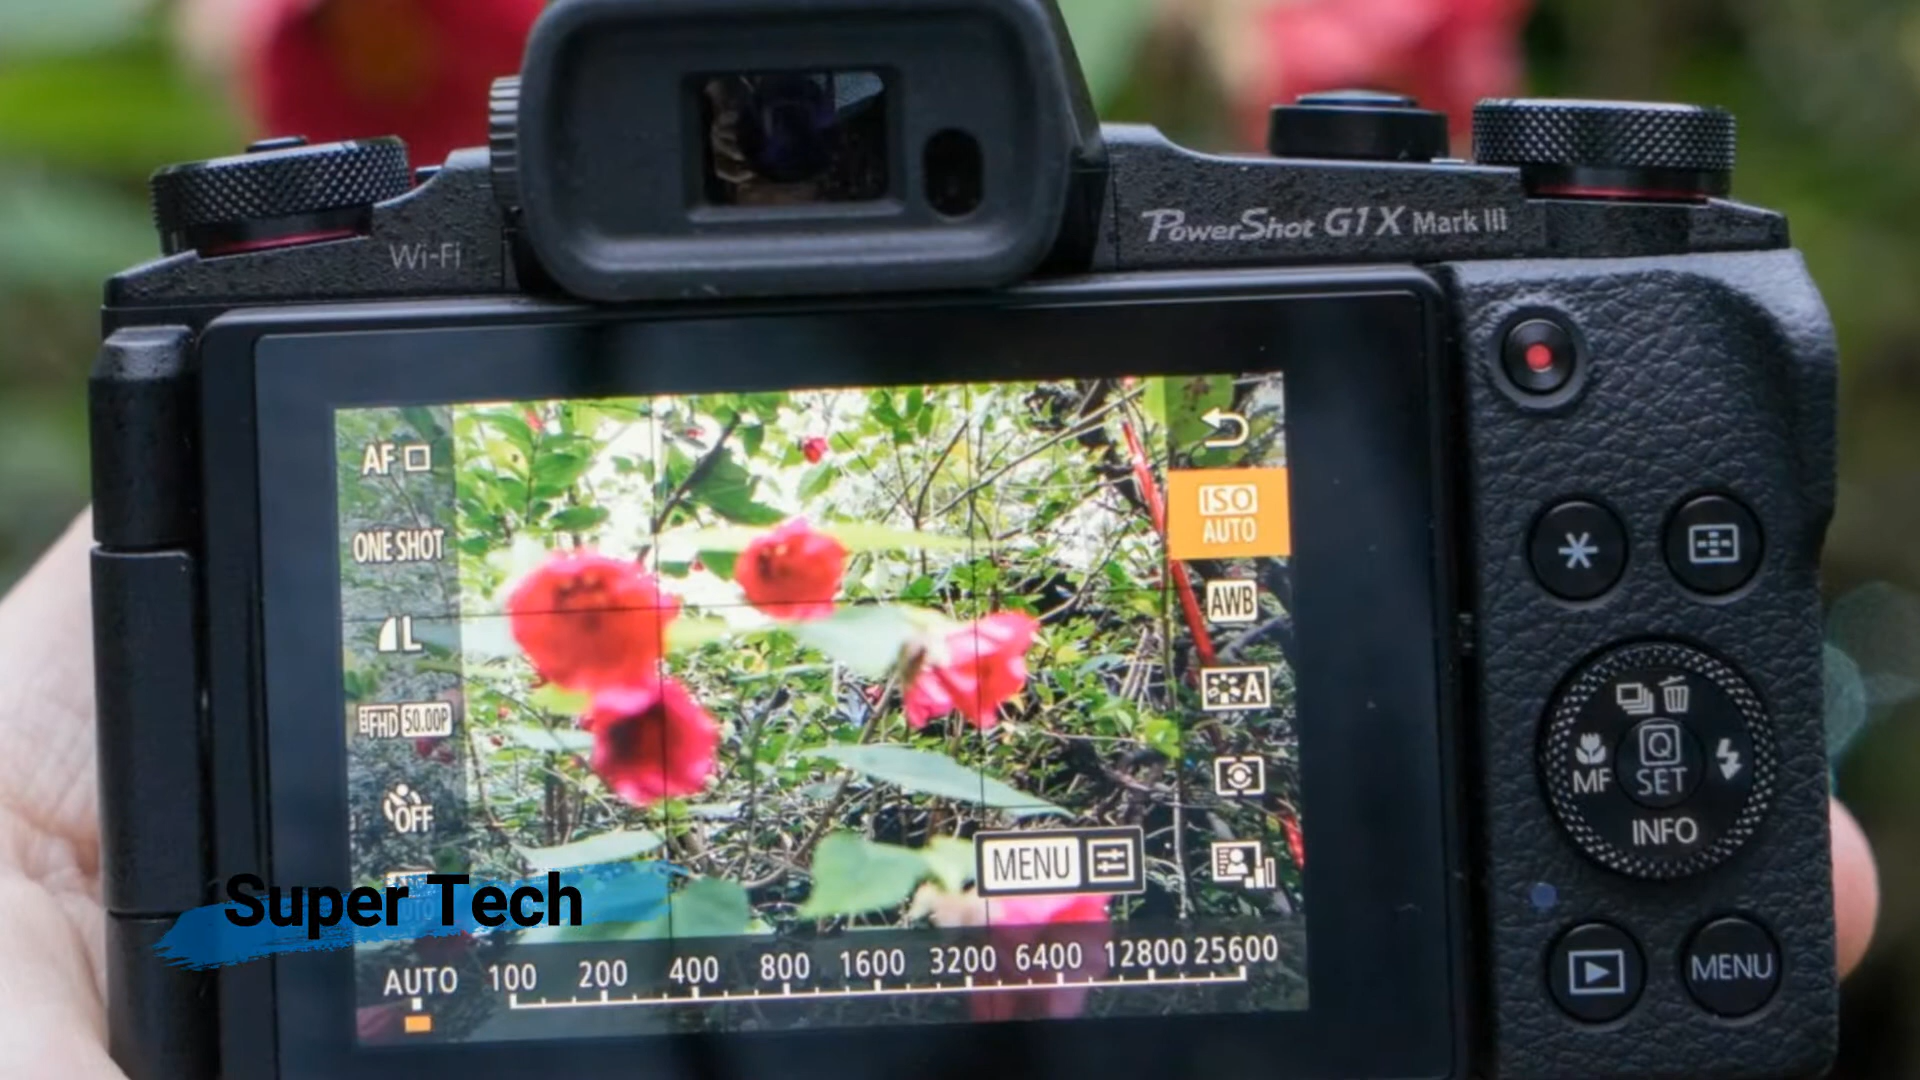 Wi-Fi
PowerShot G1X Mark III
AF
ONE SHOT
L
EFHD 50.00P
OFF
ISO
AUTO
AWB
A
MENU
Super Tech
AUTO 100 200 400 800 1600 3200 6400 12800 25600
MF
Q
SET
INFO
MENU